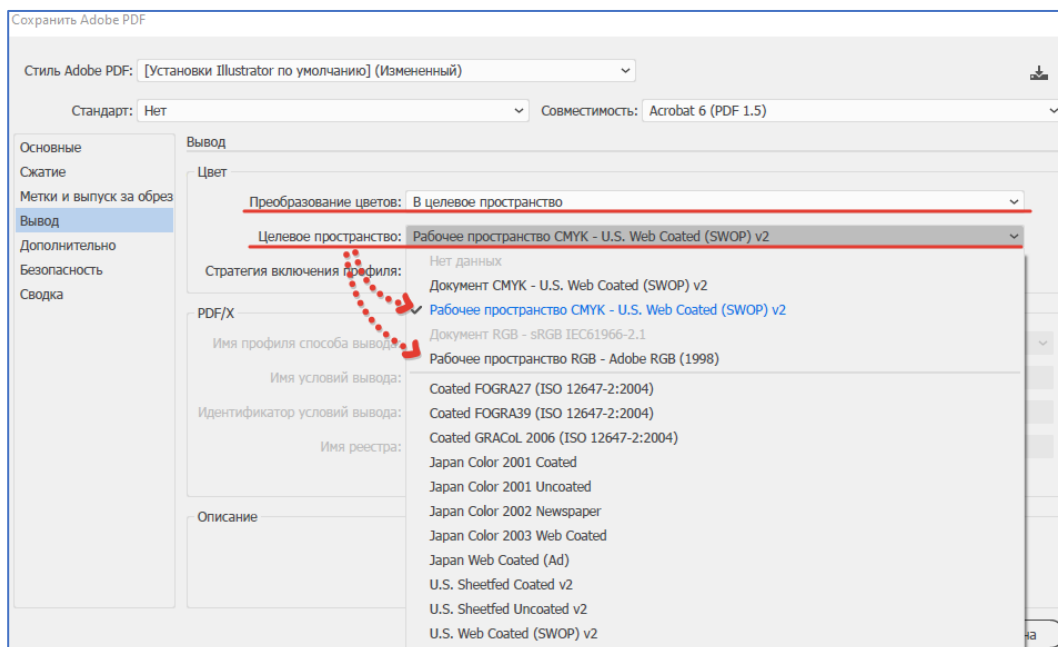 Сохранить Adobe PDF
Стиль Adobe PDF: [Установки Illustrator по умолчанию] (Измененный)
Стандарт: Нет Совместимость: Acrobat 6 (PDF 1.5)
Основные
Сжатие
Метки и выпуск за обрез
Вывод
Дополнительно
Безопасность
Сводка
Вывод
Цвет
Преобразование цветов: В целевое пространство
Целевое пространство: Рабочее пространство CMYK - U.S. Web Coated (SWOP) v2
Нет данных
Стратегия включения профиля:
Документ CMYK - U.S. Web Coated (SWOP) v2
Рабочее пространство CMYK - U.S. Web Coated (SWOP) v2
Документ RGB - sRGB IEC61966-2.1
Рабочее пространство RGB - Adobe RGB (1998)
PDF/X
Имя профиля способа вывода:
Имя условий вывода:
Идентификатор условий вывода:
Имя реестра:
Coated FOGRA27 (ISO 12647-2:2004)
Coated FOGRA39 (ISO 12647-2:2004)
Coated GRACoL 2006 (ISO 12647-2:2004)
Japan Color 2001 Coated
Japan Color 2001 Uncoated
Japan Color 2002 Newspaper
Japan Color 2003 Web Coated
Japan Web Coated (Ad)
U.S. Sheetfed Coated v2
U.S. Sheetfed Uncoated v2
U.S. Web Coated (SWOP) v2
Описание
на